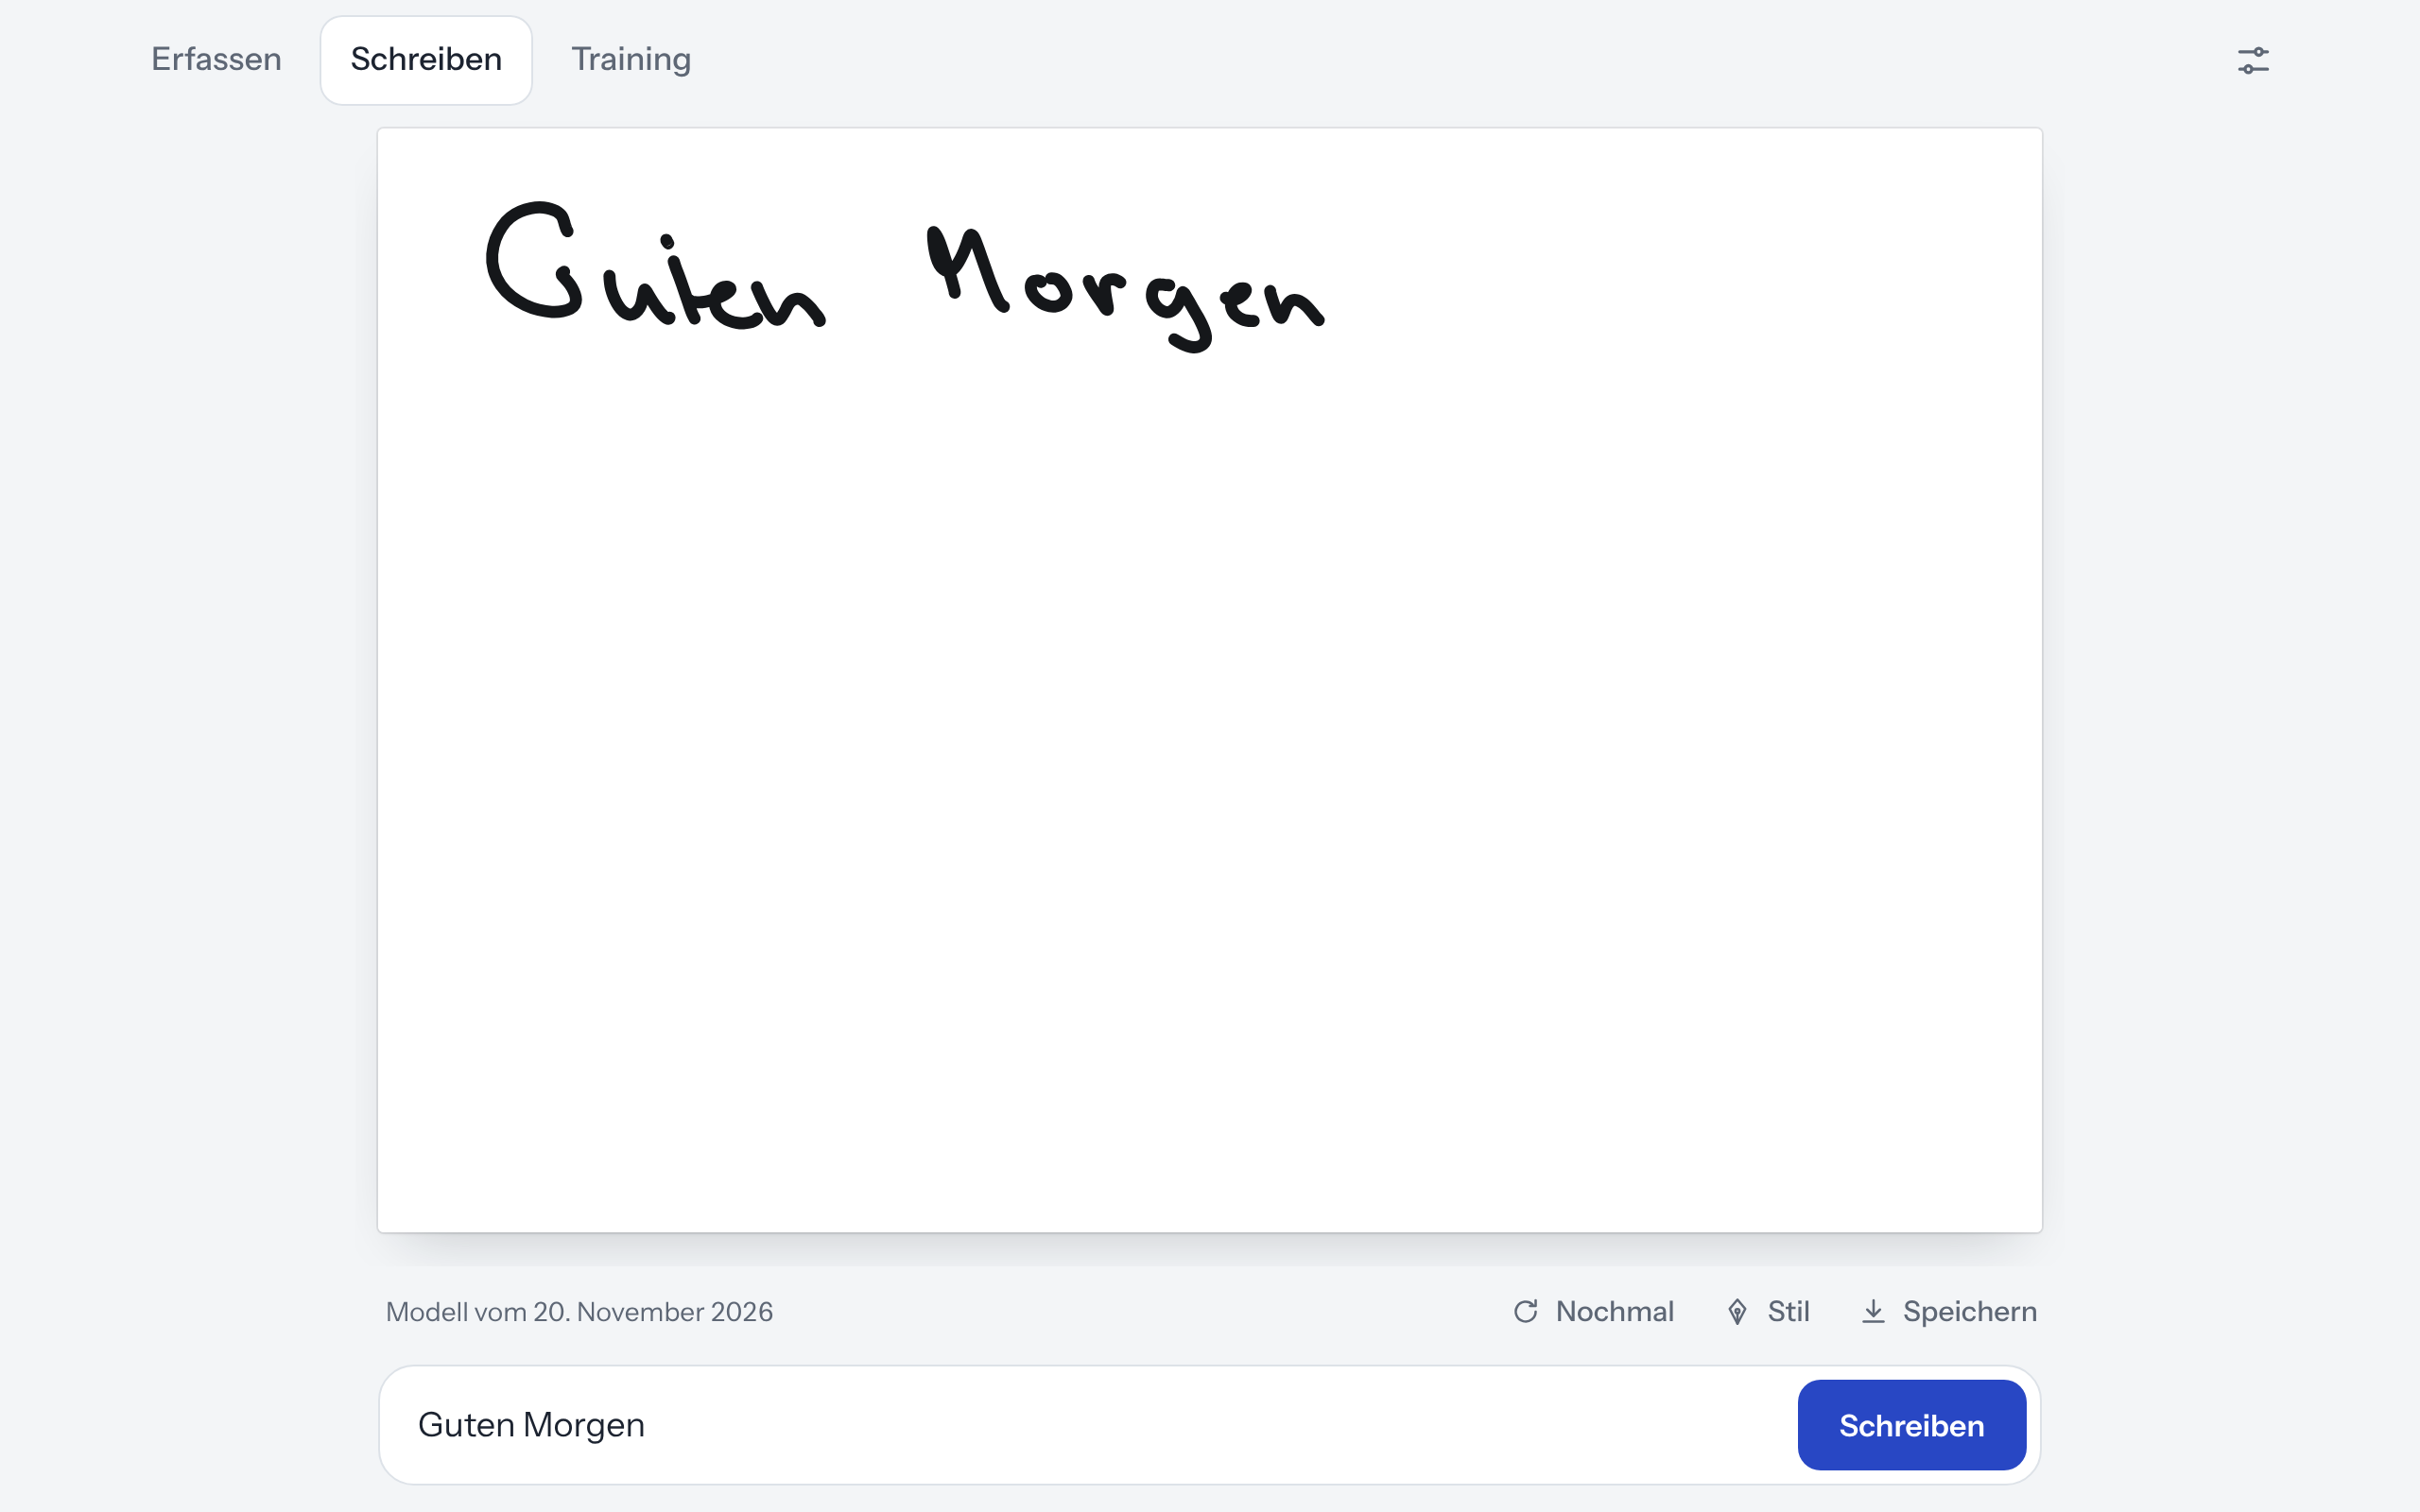 Erfassen Schreiben Training
Guten Morgen
Modell vom 20. November 2026 Nochmal Stil Speichern
Guten Morgen Schreiben